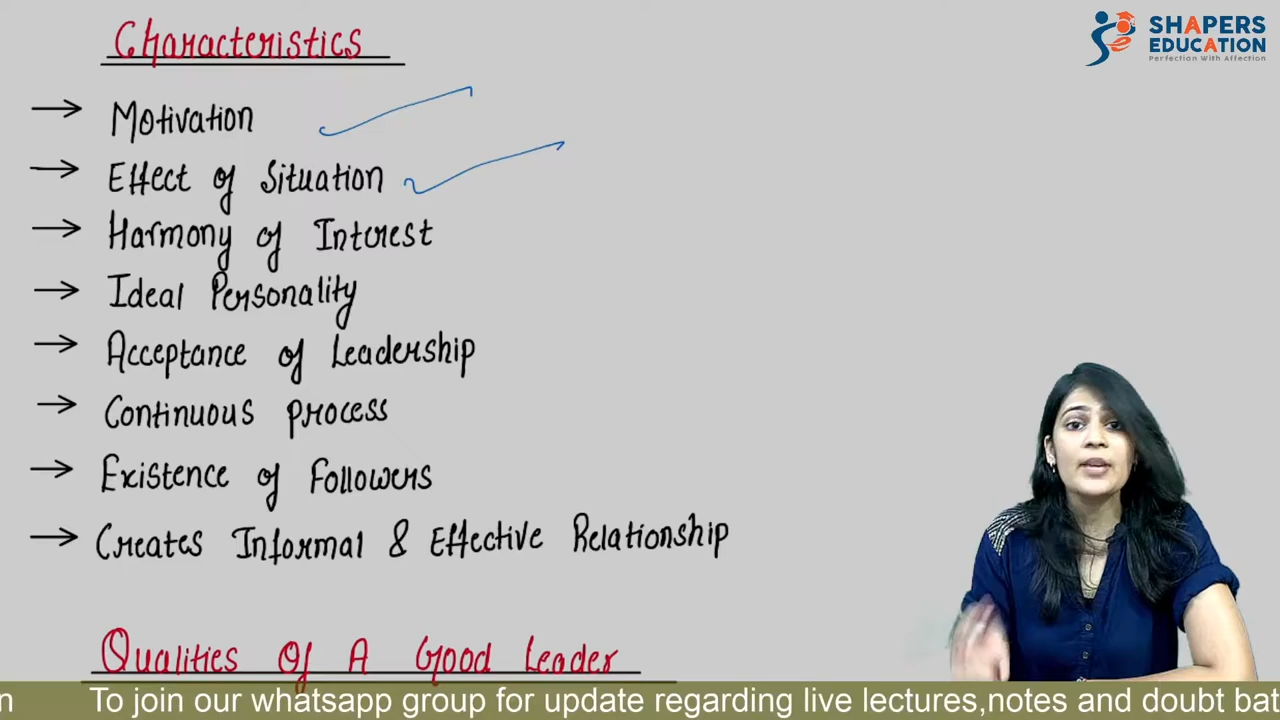 Characteristics
SHAPERS
EDUCATION
Perfection With Affection
→ Motivation
→ Effect of Situation
→ Harmony of Interest
→ Ideal Personality
→ Acceptance of Leadership
→ Continuous process
→ Existence of Followers
→ Creates Informal & Effective Relationship
Qualities Of A Good Leader
n To join our whatsapp group for update regarding live lectures,notes and doubt bat